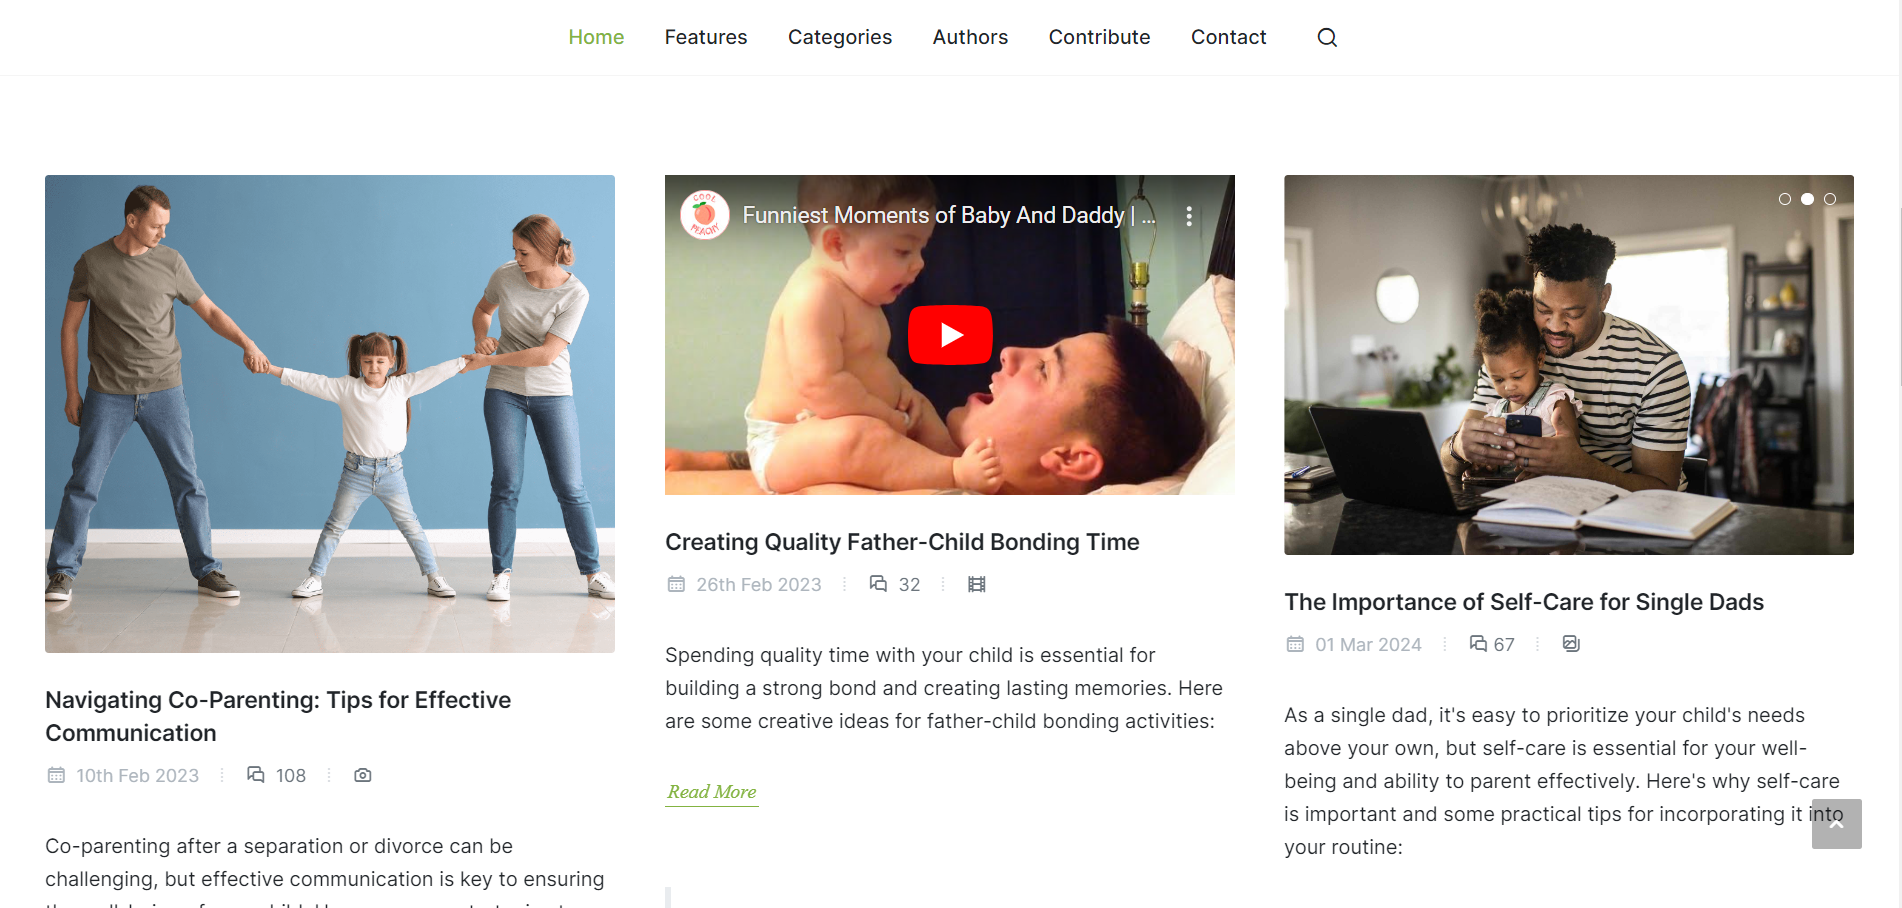 Home Features Categories Authors Contribute Contact
COOL PEACHY
Funniest Moments of Baby And Daddy | ...
Navigating Co-Parenting: Tips for Effective
Communication
10th Feb 2023 108
Co-parenting after a separation or divorce can be
challenging, but effective communication is key to ensuring
Creating Quality Father-Child Bonding Time
26th Feb 2023 32
Spending quality time with your child is essential for
building a strong bond and creating lasting memories. Here
are some creative ideas for father-child bonding activities:
Read More
The Importance of Self-Care for Single Dads
01 Mar 2024 67
As a single dad, it's easy to prioritize your child's needs
above your own, but self-care is essential for your well-
being and ability to parent effectively. Here's why self-care
is important and some practical tips for incorporating it into
your routine: